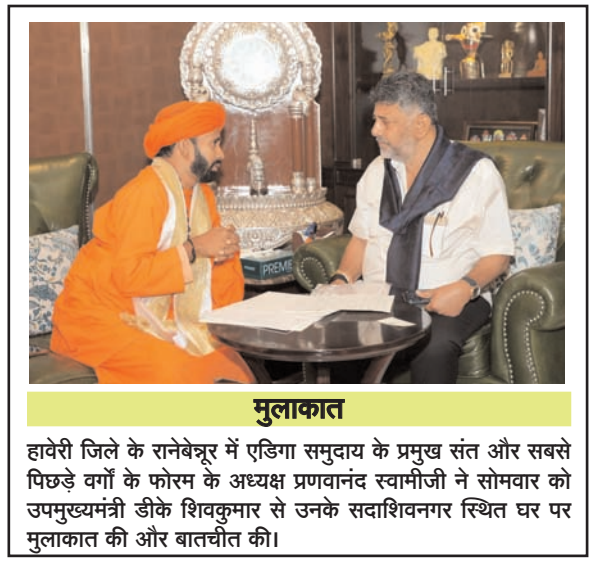 PREMIE
मुलाकात
हावेरी जिले के रानेबेन्नूर में एडिगा समुदाय के प्रमुख संत और सबसे
पिछड़े वर्गों के फोरम के अध्यक्ष प्रणवानंद स्वामीजी ने सोमवार को
उपमुख्यमंत्री डीके शिवकुमार से उनके सदाशिवनगर स्थित घर पर
मुलाकात की और बातचीत की।